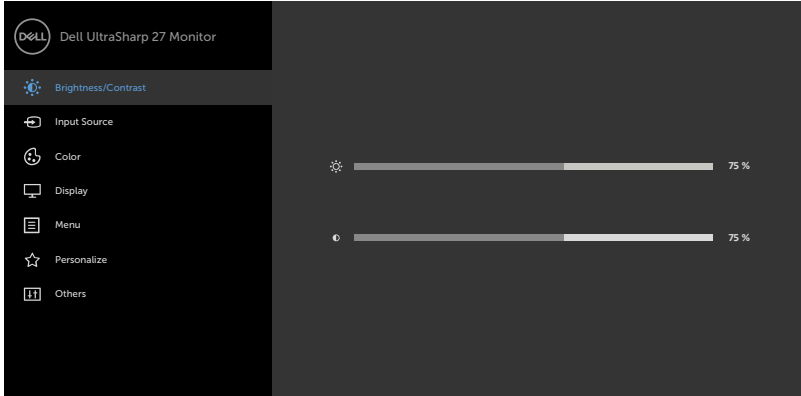 DELL
Dell UltraSharp 27 Monitor
Brightness/Contrast
Input Source
Color
Display
Menu
Personalize
Others
75 %
75 %